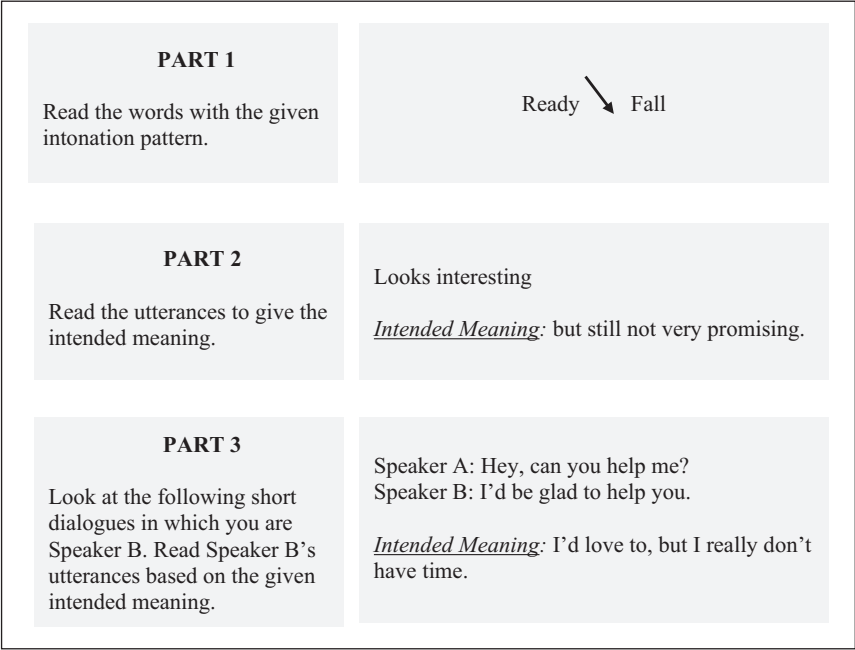 PART 1
Read the words with the given
intonation pattern.
Ready Fall
PART 2
Read the utterances to give the
intended meaning.
Looks interesting
Intended Meaning: but still not very promising.
PART 3
Look at the following short
dialogues in which you are
Speaker B. Read Speaker B’s
utterances based on the given
intended meaning.
Speaker A: Hey, can you help me?
Speaker B: I’d be glad to help you.
Intended Meaning: I’d love to, but I really don’t
have time.